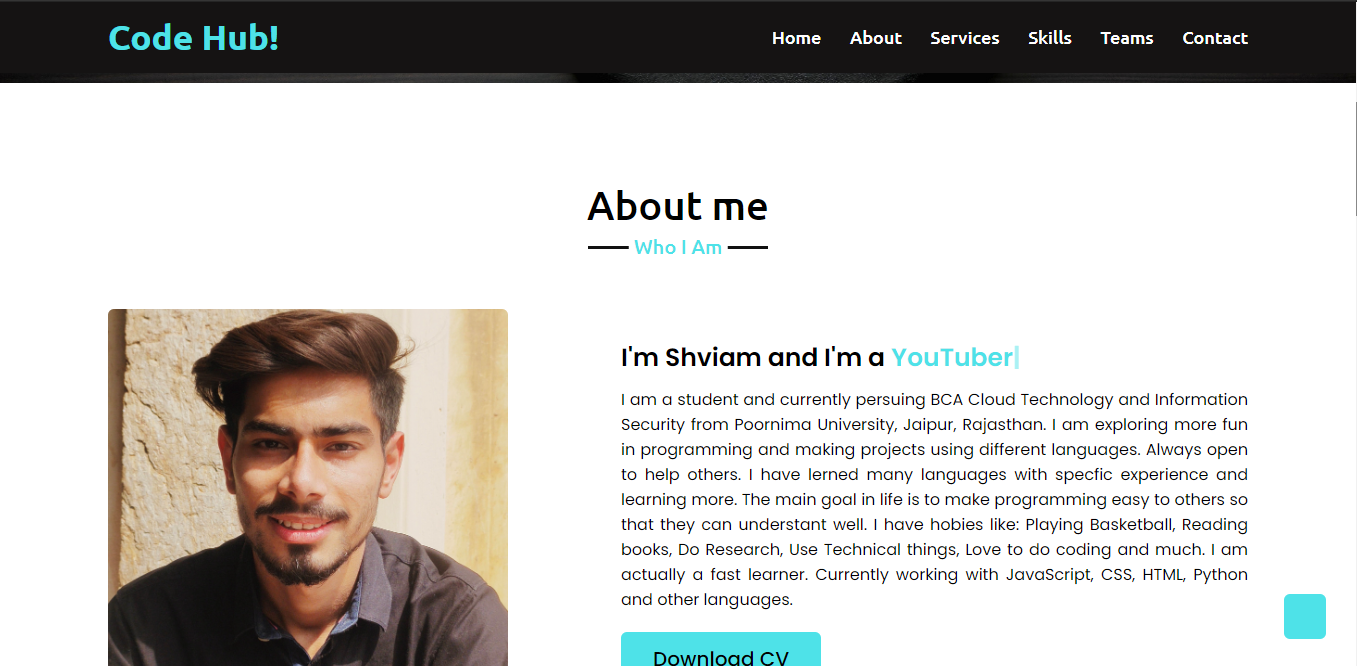 Code Hub!
Home About Services Skills Teams Contact
About me
Who I Am
I'm Shviam and I'm a YouTuber|
I am a student and currently persuing BCA Cloud Technology and Information
Security from Poornima University, Jaipur, Rajasthan. I am exploring more fun
in programming and making projects using different languages. Always open
to help others. I have lerned many languages with specfic experience and
learning more. The main goal in life is to make programming easy to others so
that they can understant well. I have hobies like: Playing Basketball, Reading
books, Do Research, Use Technical things, Love to do coding and much. I am
actually a fast learner. Currently working with JavaScript, CSS, HTML, Python
and other languages.
Download CV